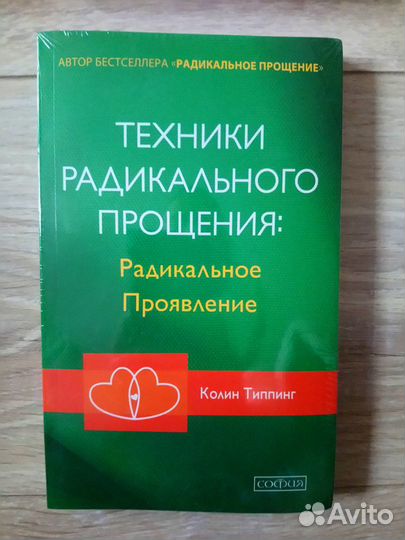 АВТОР БЕСТСЕЛЛЕРА «РАДИКАЛЬНОЕ ПРОЩЕНИЕ»
ТЕХНИКИ
РАДИКАЛЬНОГО
ПРОЩЕНИЯ:
Радикальное
Проявление
Колин Типпинг
СОФИЯ
Avito